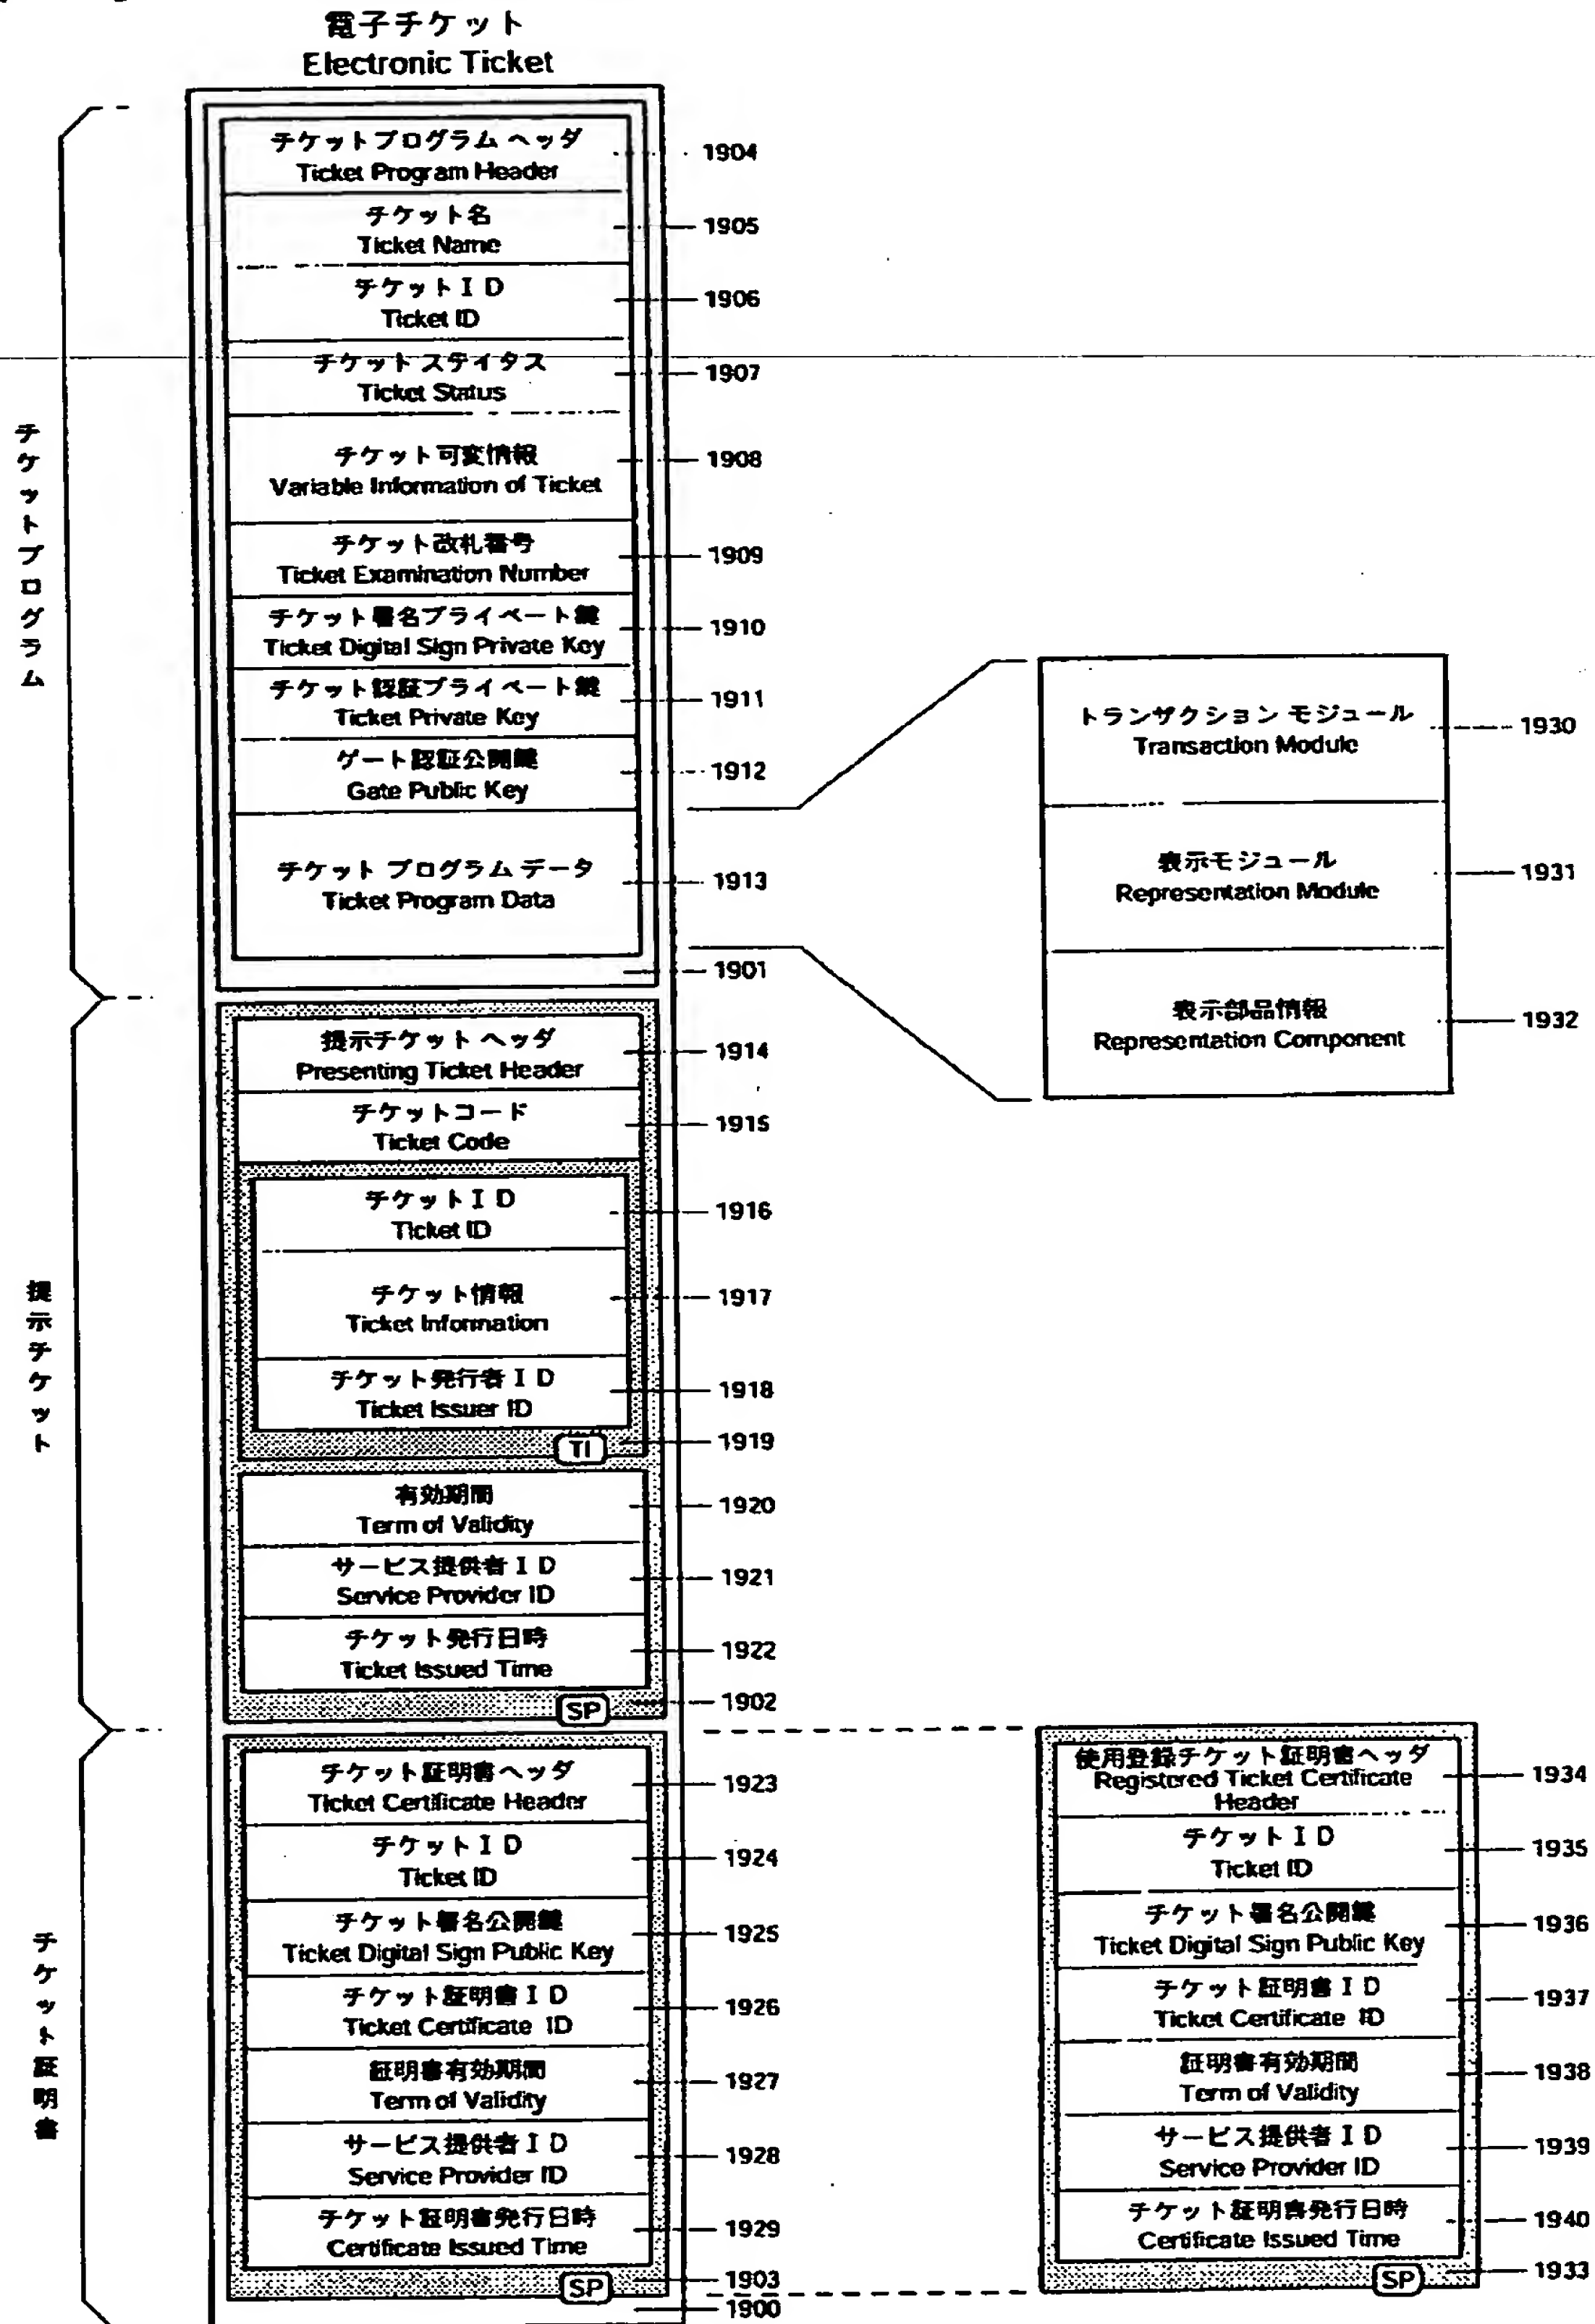 電子チケット
Electronic Ticket
チケットプログラム
チケットプログラム ヘッダ
Ticket Program Header
1904
チケット名
Ticket Name
1905
チケットID
Ticket ID
1906
チケット ステイタス
Ticket Status
1907
チケット可変情報
Variable Information of Ticket
1908
チケット改札番号
Ticket Examination Number
1909
チケット署名プライベート鍵
Ticket Digital Sign Private Key
1910
チケット認証プライベート鍵
Ticket Private Key
1911
ゲート認証公開鍵
Gate Public Key
1912
チケット プログラム データ
Ticket Program Data
1913
1901
トランザクション モジュール
Transaction Module
1930
表示モジュール
Representation Module
1931
表示部品情報
Representation Component
1932
提示チケット
提示チケット ヘッダ
Presenting Ticket Header
1914
チケットコード
Ticket Code
1915
チケットID
Ticket ID
1916
チケット情報
Ticket Information
1917
チケット発行者ID
Ticket Issuer ID
1918
TI
1919
有効期間
Term of Validity
1920
サービス提供者ID
Service Provider ID
1921
チケット発行日時
Ticket Issued Time
1922
SP
1902
チケット証明書
チケット証明書ヘッダ
Ticket Certificate Header
1923
チケットID
Ticket ID
1924
チケット署名公開鍵
Ticket Digital Sign Public Key
1925
チケット証明書ID
Ticket Certificate ID
1926
証明書有効期間
Term of Validity
1927
サービス提供者ID
Service Provider ID
1928
チケット証明書発行日時
Certificate Issued Time
1929
SP
1903
1900
使用登録チケット証明書ヘッダ
Registered Ticket Certificate
Header
1934
チケットID
Ticket ID
1935
チケット署名公開鍵
Ticket Digital Sign Public Key
1936
チケット証明書ID
Ticket Certificate ID
1937
証明書有効期間
Term of Validity
1938
サービス提供者ID
Service Provider ID
1939
チケット証明書発行日時
Certificate Issued Time
1940
SP
1933